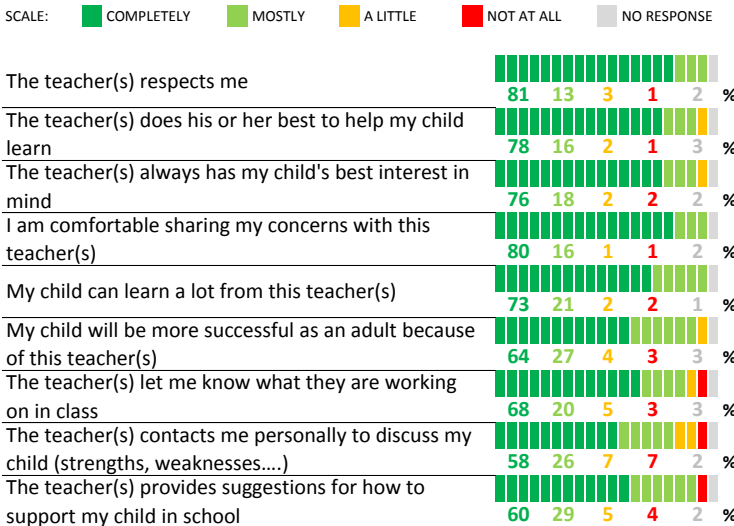 SCALE: COMPLETELY MOSTLY A LITTLE NOT AT ALL NO RESPONSE
The teacher(s) respects me
81 13 3 1 2 %
The teacher(s) does his or her best to help my child
learn
78 16 2 1 3 %
The teacher(s) always has my child's best interest in
mind
76 18 2 2 2 %
I am comfortable sharing my concerns with this
teacher(s)
80 16 1 1 2 %
My child can learn a lot from this teacher(s)
73 21 2 2 1 %
My child will be more successful as an adult because
of this teacher(s)
64 27 4 3 3 %
The teacher(s) let me know what they are working
on in class
68 20 5 3 3 %
The teacher(s) contacts me personally to discuss my
child (strengths, weaknesses....)
58 26 7 7 2 %
The teacher(s) provides suggestions for how to
support my child in school
60 29 5 4 2 %